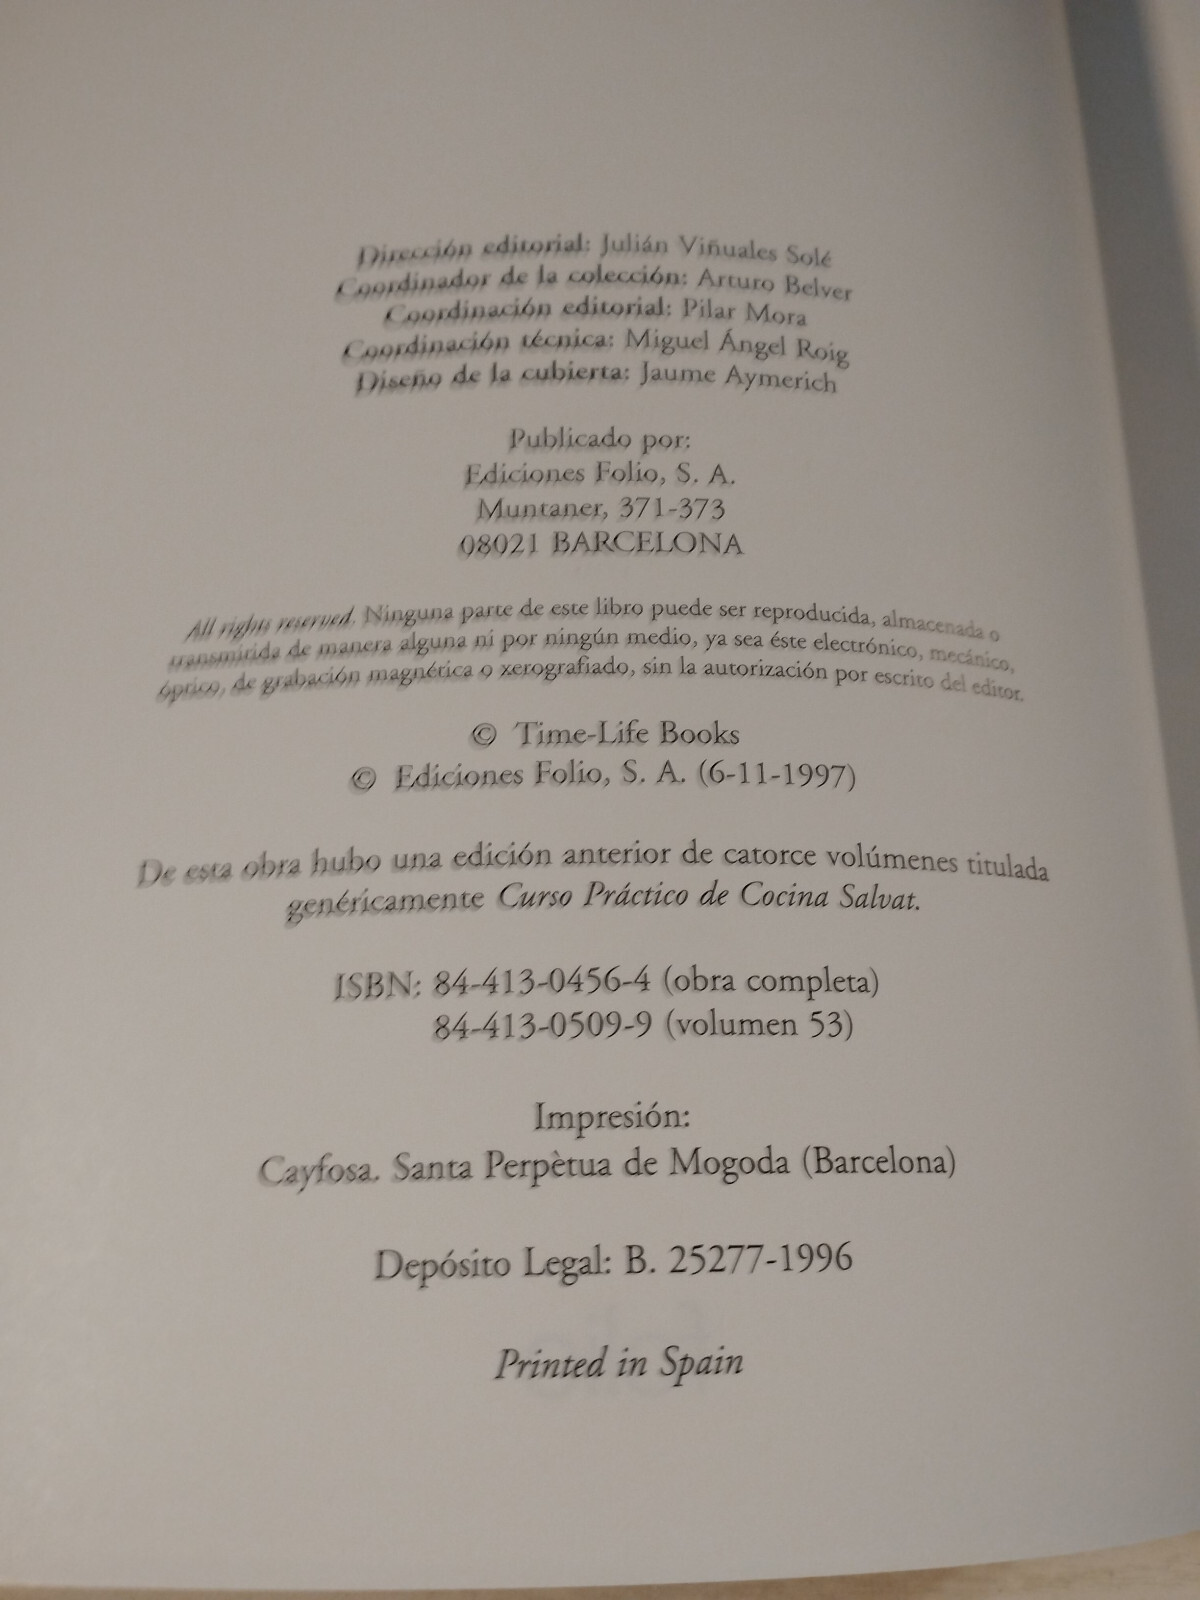 Dirección editorial: Julián Viñuales Solé
Coordinador de la colección: Arturo Belver
Coordinación editorial: Pilar Mora
Coordinación técnica: Miguel Ángel Roig
Diseño de la cubierta: Jaume Aymerich
Publicado por:
Ediciones Folio, S. A.
Muntaner, 371-373
08021 BARCELONA
All rights reserved. Ninguna parte de este libro puede ser reproducida, almacenada o
transmitida de manera alguna ni por ningún medio, ya sea éste electrónico, mecánico,
óptico, de grabación magnética o xerografiado, sin la autorización por escrito del editor.
© Time-Life Books
© Ediciones Folio, S. A. (6-11-1997)
De esta obra hubo una edición anterior de catorce volúmenes titulada
genéricamente Curso Práctico de Cocina Salvat.
ISBN: 84-413-0456-4 (obra completa)
84-413-0509-9 (volumen 53)
Impresión:
Cayfosa. Santa Perpètua de Mogoda (Barcelona)
Depósito Legal: B. 25277-1996
Printed in Spain